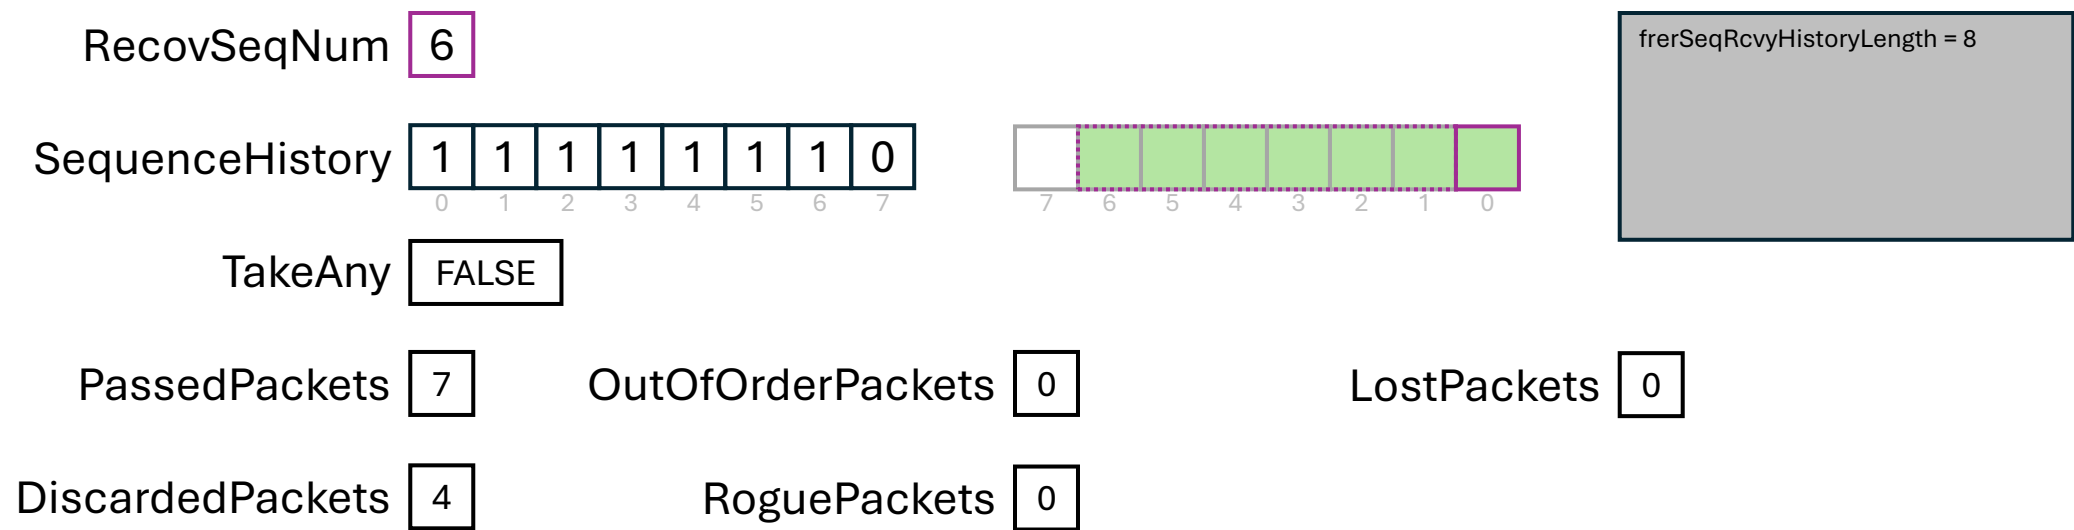 RecovSeqNum 6
frerSeqRcvyHistoryLength = 8
SequenceHistory 1 1 1 1 1 1 1 0
0 1 2 3 4 5 6 7
7 6 5 4 3 2 1 0
TakeAny FALSE
PassedPackets 7
OutOfOrderPackets 0
LostPackets 0
DiscardedPackets 4
RoguePackets 0